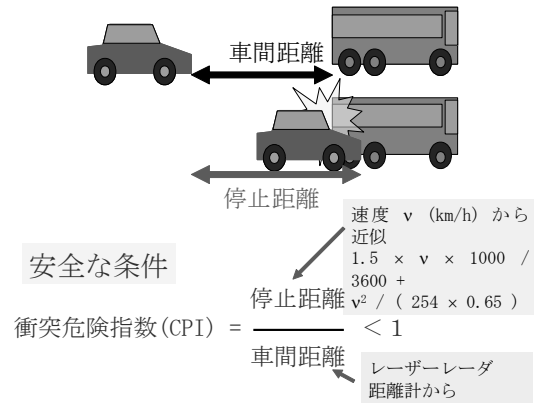 車間距離
停止距離
速度 ν (km/h) から
近似
1.5 × ν × 1000 /
3600 +
ν² / ( 254 × 0.65 )
安全な条件
停止距離
衝突危険指数(CPI) = ＜1
車間距離
レーザーレーダ
距離計から